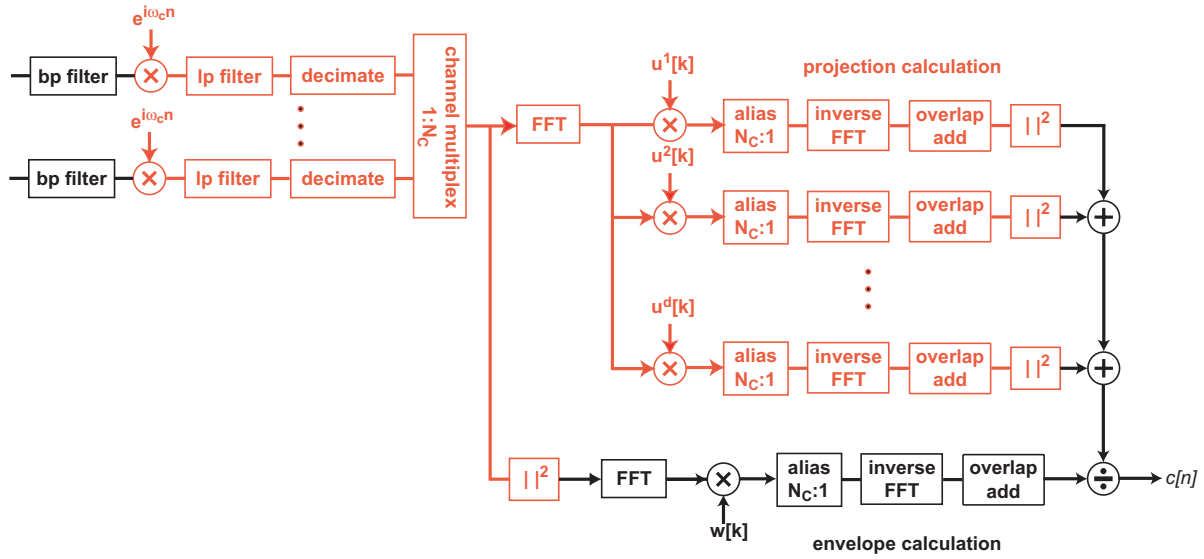 e^{iω_c n}
bp filter
lp filter
decimate
e^{iω_c n}
bp filter
lp filter
decimate
channel multiplex
1:N_C
FFT
projection calculation
u^1[k]
alias
N_C:1
inverse
FFT
overlap
add
| |^2
u^2[k]
alias
N_C:1
inverse
FFT
overlap
add
| |^2
u^d[k]
alias
N_C:1
inverse
FFT
overlap
add
| |^2
| |^2
FFT
w[k]
alias
N_C:1
inverse
FFT
overlap
add
c[n]
envelope calculation